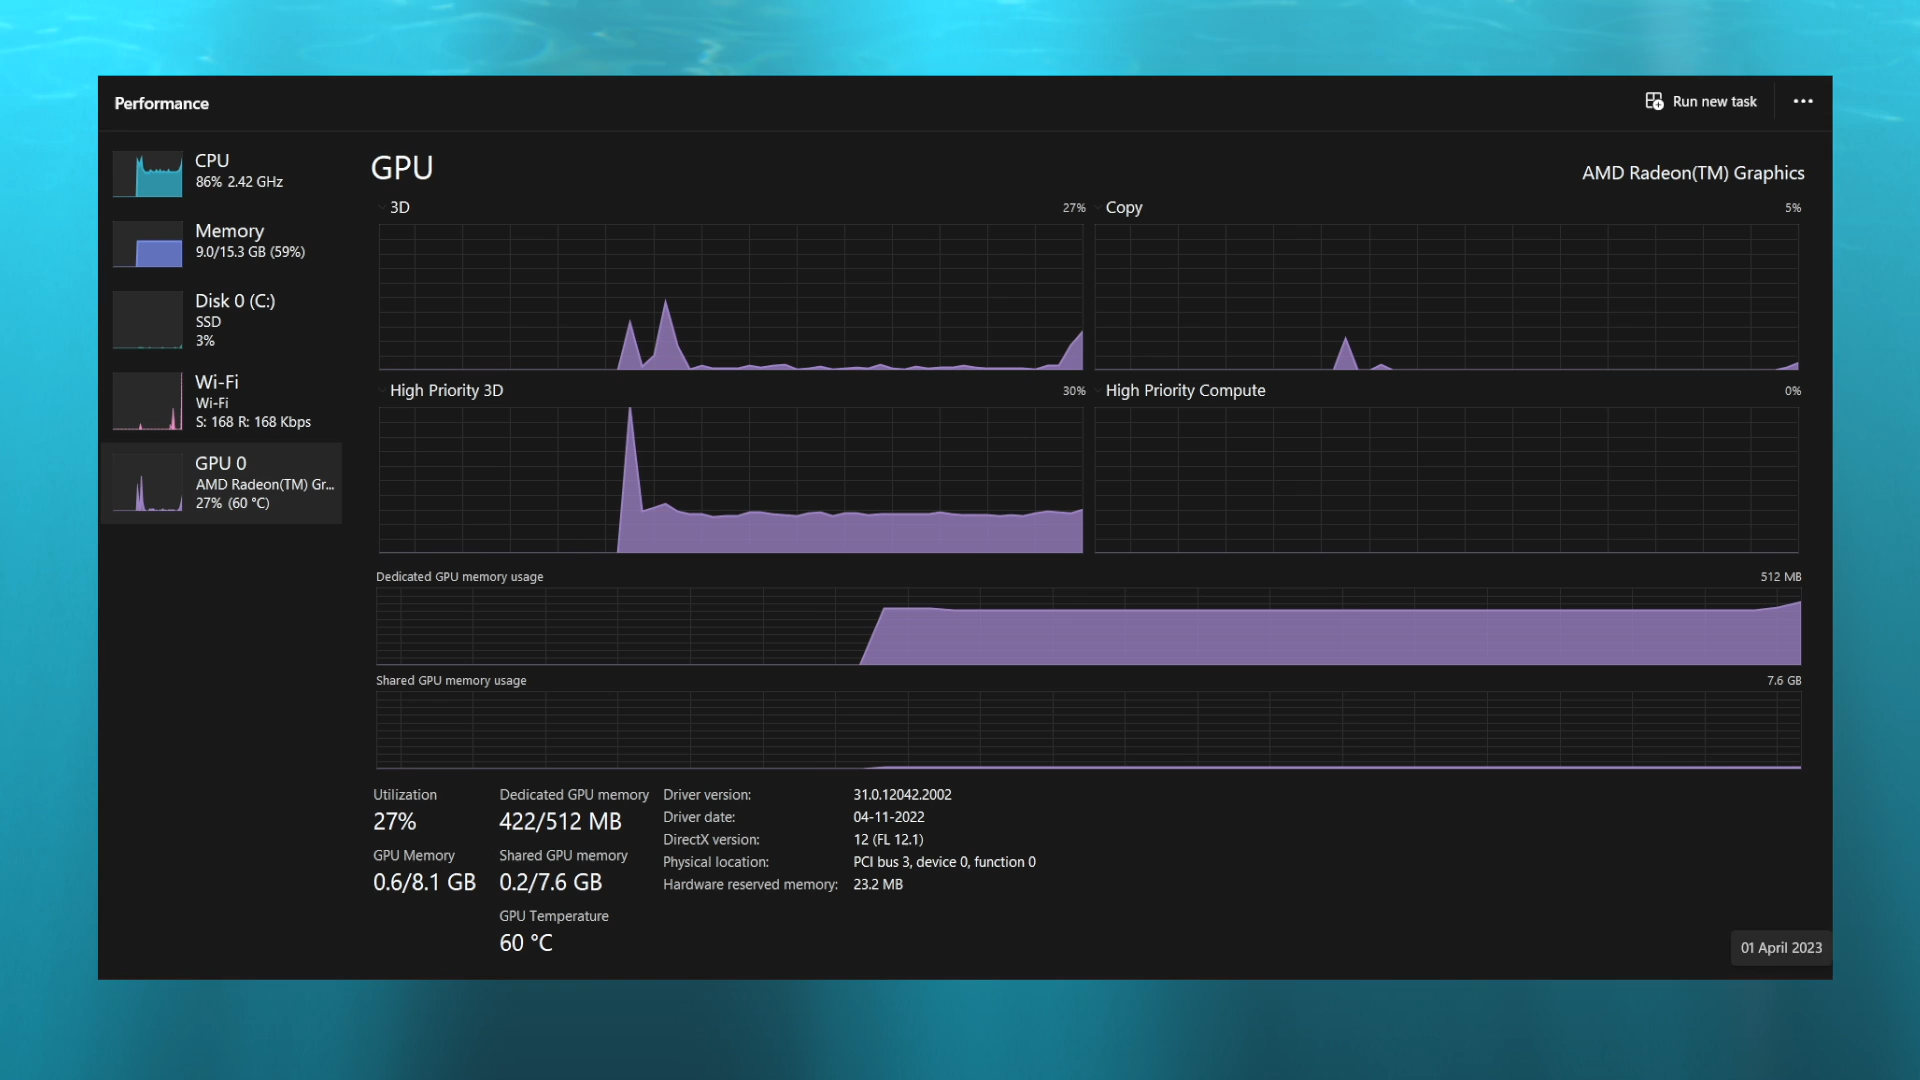 Performance
Run new task
CPU
86% 2.42 GHz
Memory
9.0/15.3 GB (59%)
Disk 0 (C:)
SSD
3%
Wi-Fi
Wi-Fi
S: 168 R: 168 Kbps
GPU 0
AMD Radeon(TM) Gr...
27% (60 °C)
GPU
AMD Radeon(TM) Graphics
3D 27%
Copy 5%
High Priority 3D 30%
High Priority Compute 0%
Dedicated GPU memory usage 512 MB
Shared GPU memory usage 7.6 GB
Utilization
27%
GPU Memory
0.6/8.1 GB
Dedicated GPU memory
422/512 MB
Shared GPU memory
0.2/7.6 GB
GPU Temperature
60 °C
Driver version: 31.0.12042.2002
Driver date: 04-11-2022
DirectX version: 12 (FL 12.1)
Physical location: PCI bus 3, device 0, function 0
Hardware reserved memory: 23.2 MB
01 April 2023